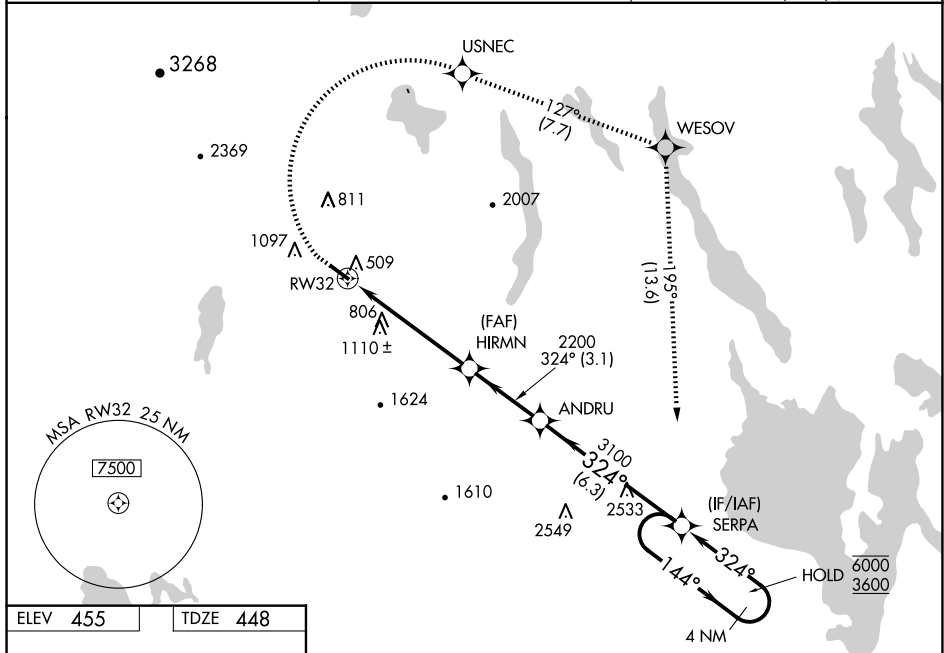 USNEC
3268
127°
(7.7)
WESOV
2369
811
2007
1097
509
RW32
195°
(13.6)
806
1110 ±
(FAF)
HIRMN
2200
324° (3.1)
1624
ANDRU
MSA RW32 25 NM
7500
3100
324°
(6.3)
1610
2533
2549
(IF/IAF)
SERPA
324°
HOLD
6000
3600
144°
4 NM
ELEV 455
TDZE 448